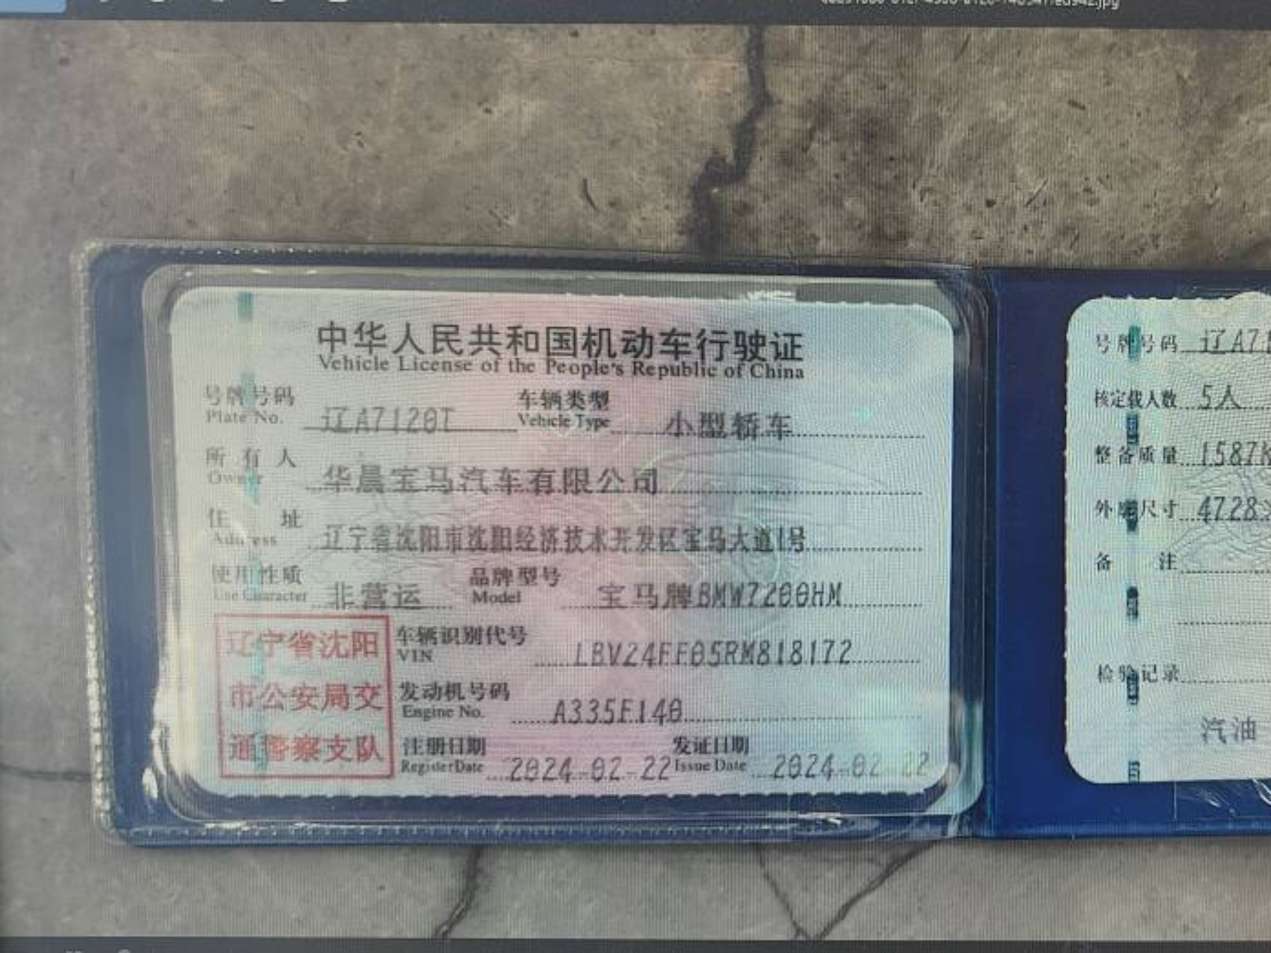 中华人民共和国机动车行驶证
Vehicle License of the People's Republic of China
号牌号码 辽A7120T 车辆类型 小型轿车
Plate No. Vehicle Type
所有人 华晨宝马汽车有限公司
Owner
住址 辽宁省沈阳市沈阳经济技术开发区宝马大道1号
Address
使用性质 非营运 品牌型号 宝马牌BMW7200HM
Use Character Model
辽宁省沈阳
市公安局交
通警察支队
车辆识别代号 LBV24FF05RM818172
VIN
发动机号码 A335F140
Engine No.
注册日期 2024-02-22 发证日期 2024-02-22
Register Date Issue Date
号牌号码 辽A71
核定载人数 5人
整备质量 1587K
外廓尺寸 4728
备注
检验记录
汽油